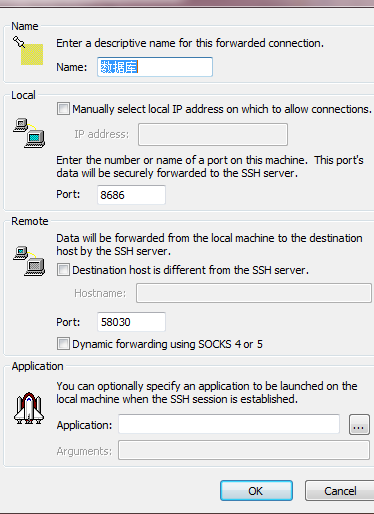 Name
Enter a descriptive name for this forwarded connection.
Name: 数据库
Local
Manually select local IP address on which to allow connections.
IP address:
Enter the number or name of a port on this machine. This port's
data will be securely forwarded to the SSH server.
Port: 8686
Remote
Data will be forwarded from the local machine to the destination
host by the SSH server.
Destination host is different from the SSH server.
Hostname:
Port: 58030
Dynamic forwarding using SOCKS 4 or 5
Application
You can optionally specify an application to be launched on the
local machine when the SSH session is established.
Application: ...
Arguments:
OK Cancel